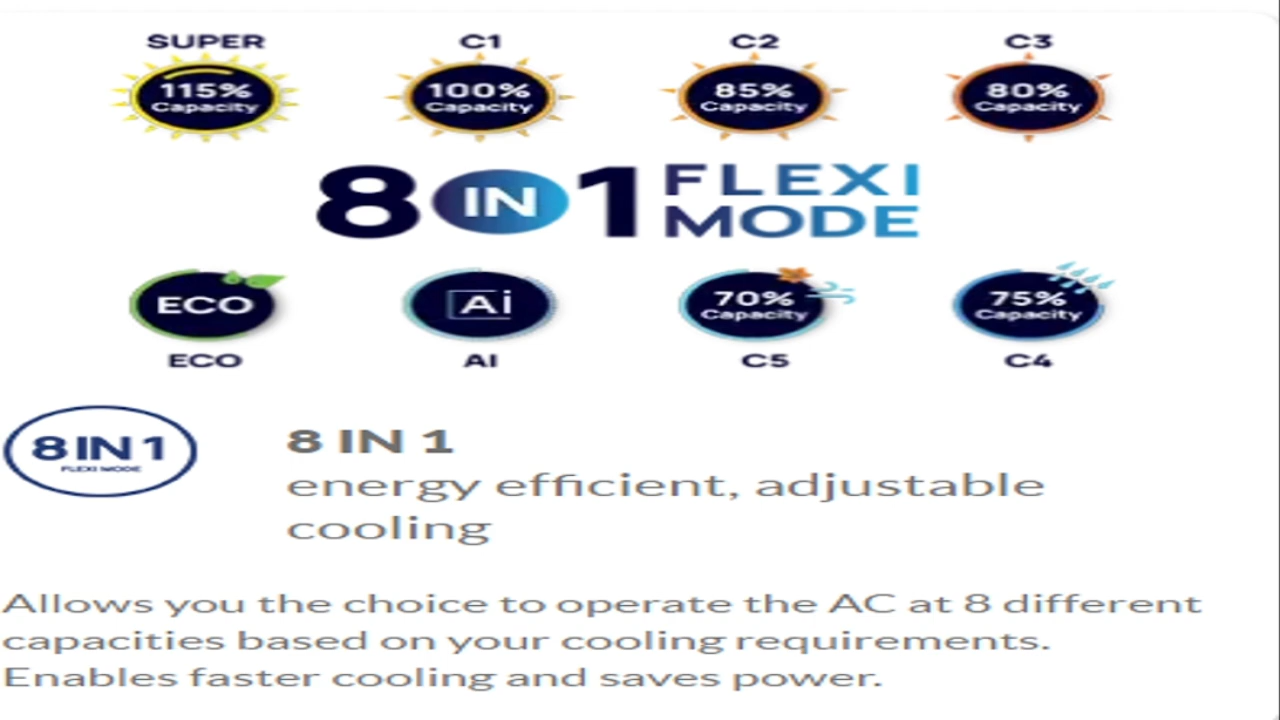 SUPER C1 C2 C3
115% 100% 85% 80%
Capacity Capacity Capacity Capacity
8 IN 1 FLEXI
MODE
ECO Ai 70% 75%
Capacity Capacity
ECO AI C5 C4
8 IN 1
FLEXI MODE
8 IN 1
energy efficient, adjustable
cooling
Allows you the choice to operate the AC at 8 different
capacities based on your cooling requirements.
Enables faster cooling and saves power.